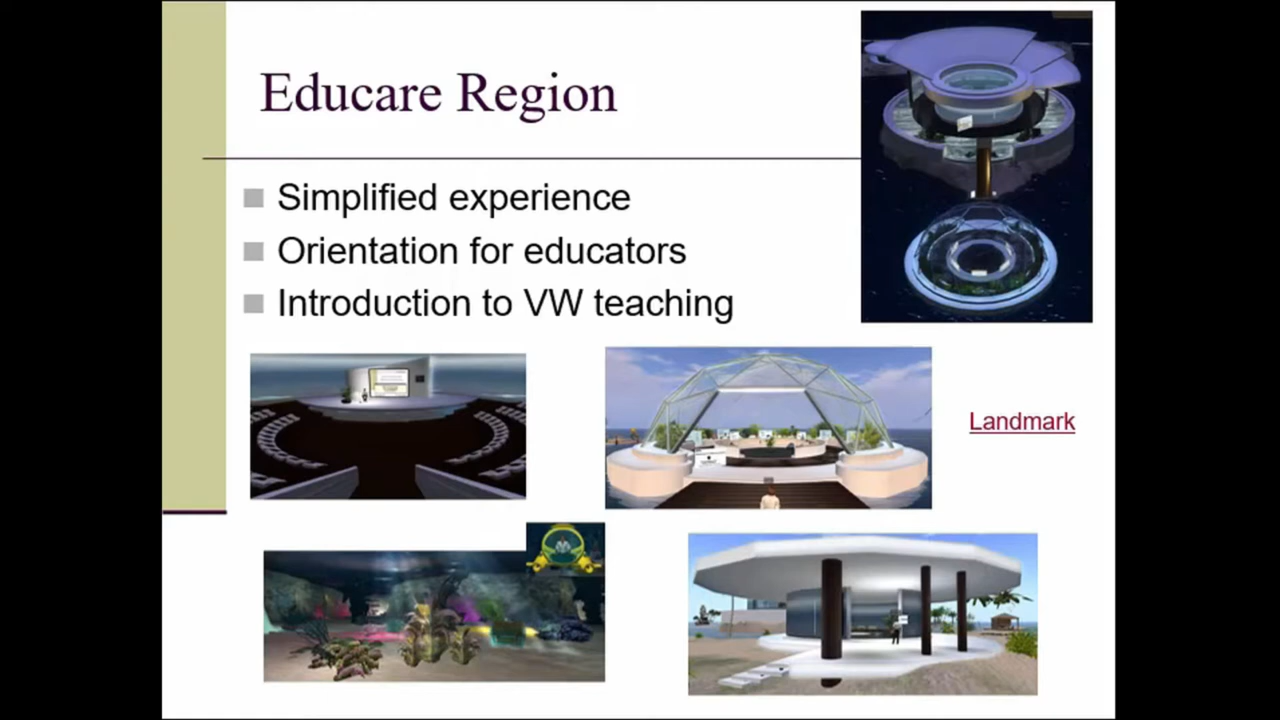 Educare Region
Simplified experience
Orientation for educators
Introduction to VW teaching
Landmark